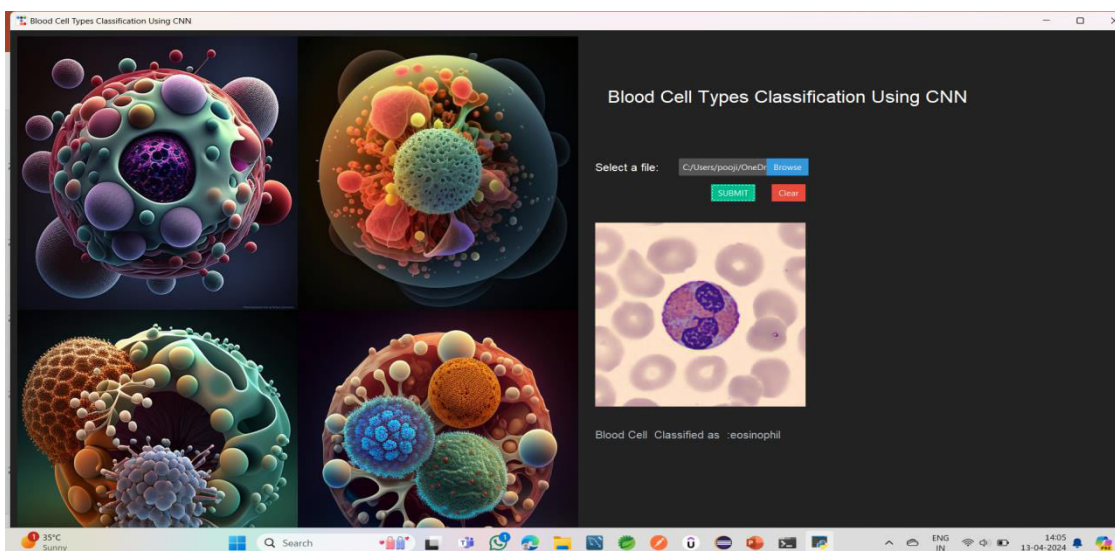 Blood Cell Types Classification Using CNN
Blood Cell Types Classification Using CNN
Select a file:
C:/Users/pooji/OneDr
Browse
SUBMIT
Clear
Blood Cell Classified as :eosinophil
1
35°C
Sunny
Search
ENG
IN
14:05
13-04-2024